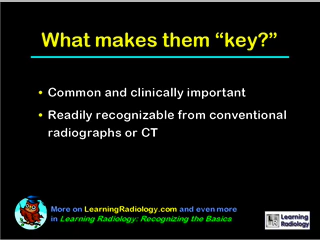 What makes them “key?”
• Common and clinically important
• Readily recognizable from conventional
radiographs or CT
More on LearningRadiology.com and even more
in Learning Radiology: Recognizing the Basics
Learning
Radiology